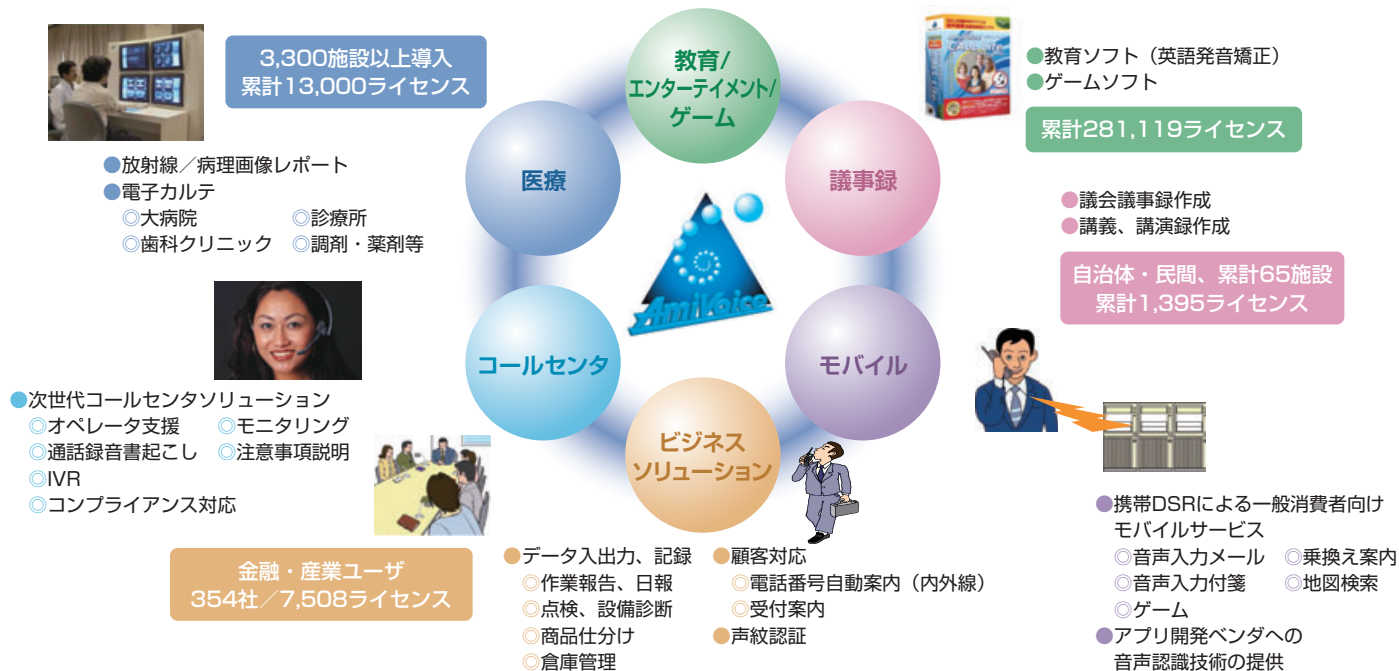 3,300施設以上導入
累計13,000ライセンス
●放射線／病理画像レポート
●電子カルテ
◎大病院 ◎診療所
◎歯科クリニック ◎調剤・薬剤等
教育/
エンターテイメント/
ゲーム
●教育ソフト（英語発音矯正）
●ゲームソフト
累計281,119ライセンス
医療
議事録
●議会議事録作成
●講義、講演録作成
自治体・民間、累計65施設
累計1,395ライセンス
AmiVoice
コールセンタ
モバイル
●次世代コールセンタソリューション
◎オペレータ支援 ◎モニタリング
◎通話録音書起こし ◎注意事項説明
◎IVR
◎コンプライアンス対応
ビジネス
ソリューション
金融・産業ユーザ
354社／7,508ライセンス
●データ入出力、記録
◎作業報告、日報
◎点検、設備診断
◎商品仕分け
◎倉庫管理
●顧客対応
◎電話番号自動案内（内外線）
◎受付案内
●声紋認証
●携帯DSRによる一般消費者向け
モバイルサービス
◎音声入力メール ◎乗換え案内
◎音声入力付箋 ◎地図検索
◎ゲーム
●アプリ開発ベンダへの
音声認識技術の提供